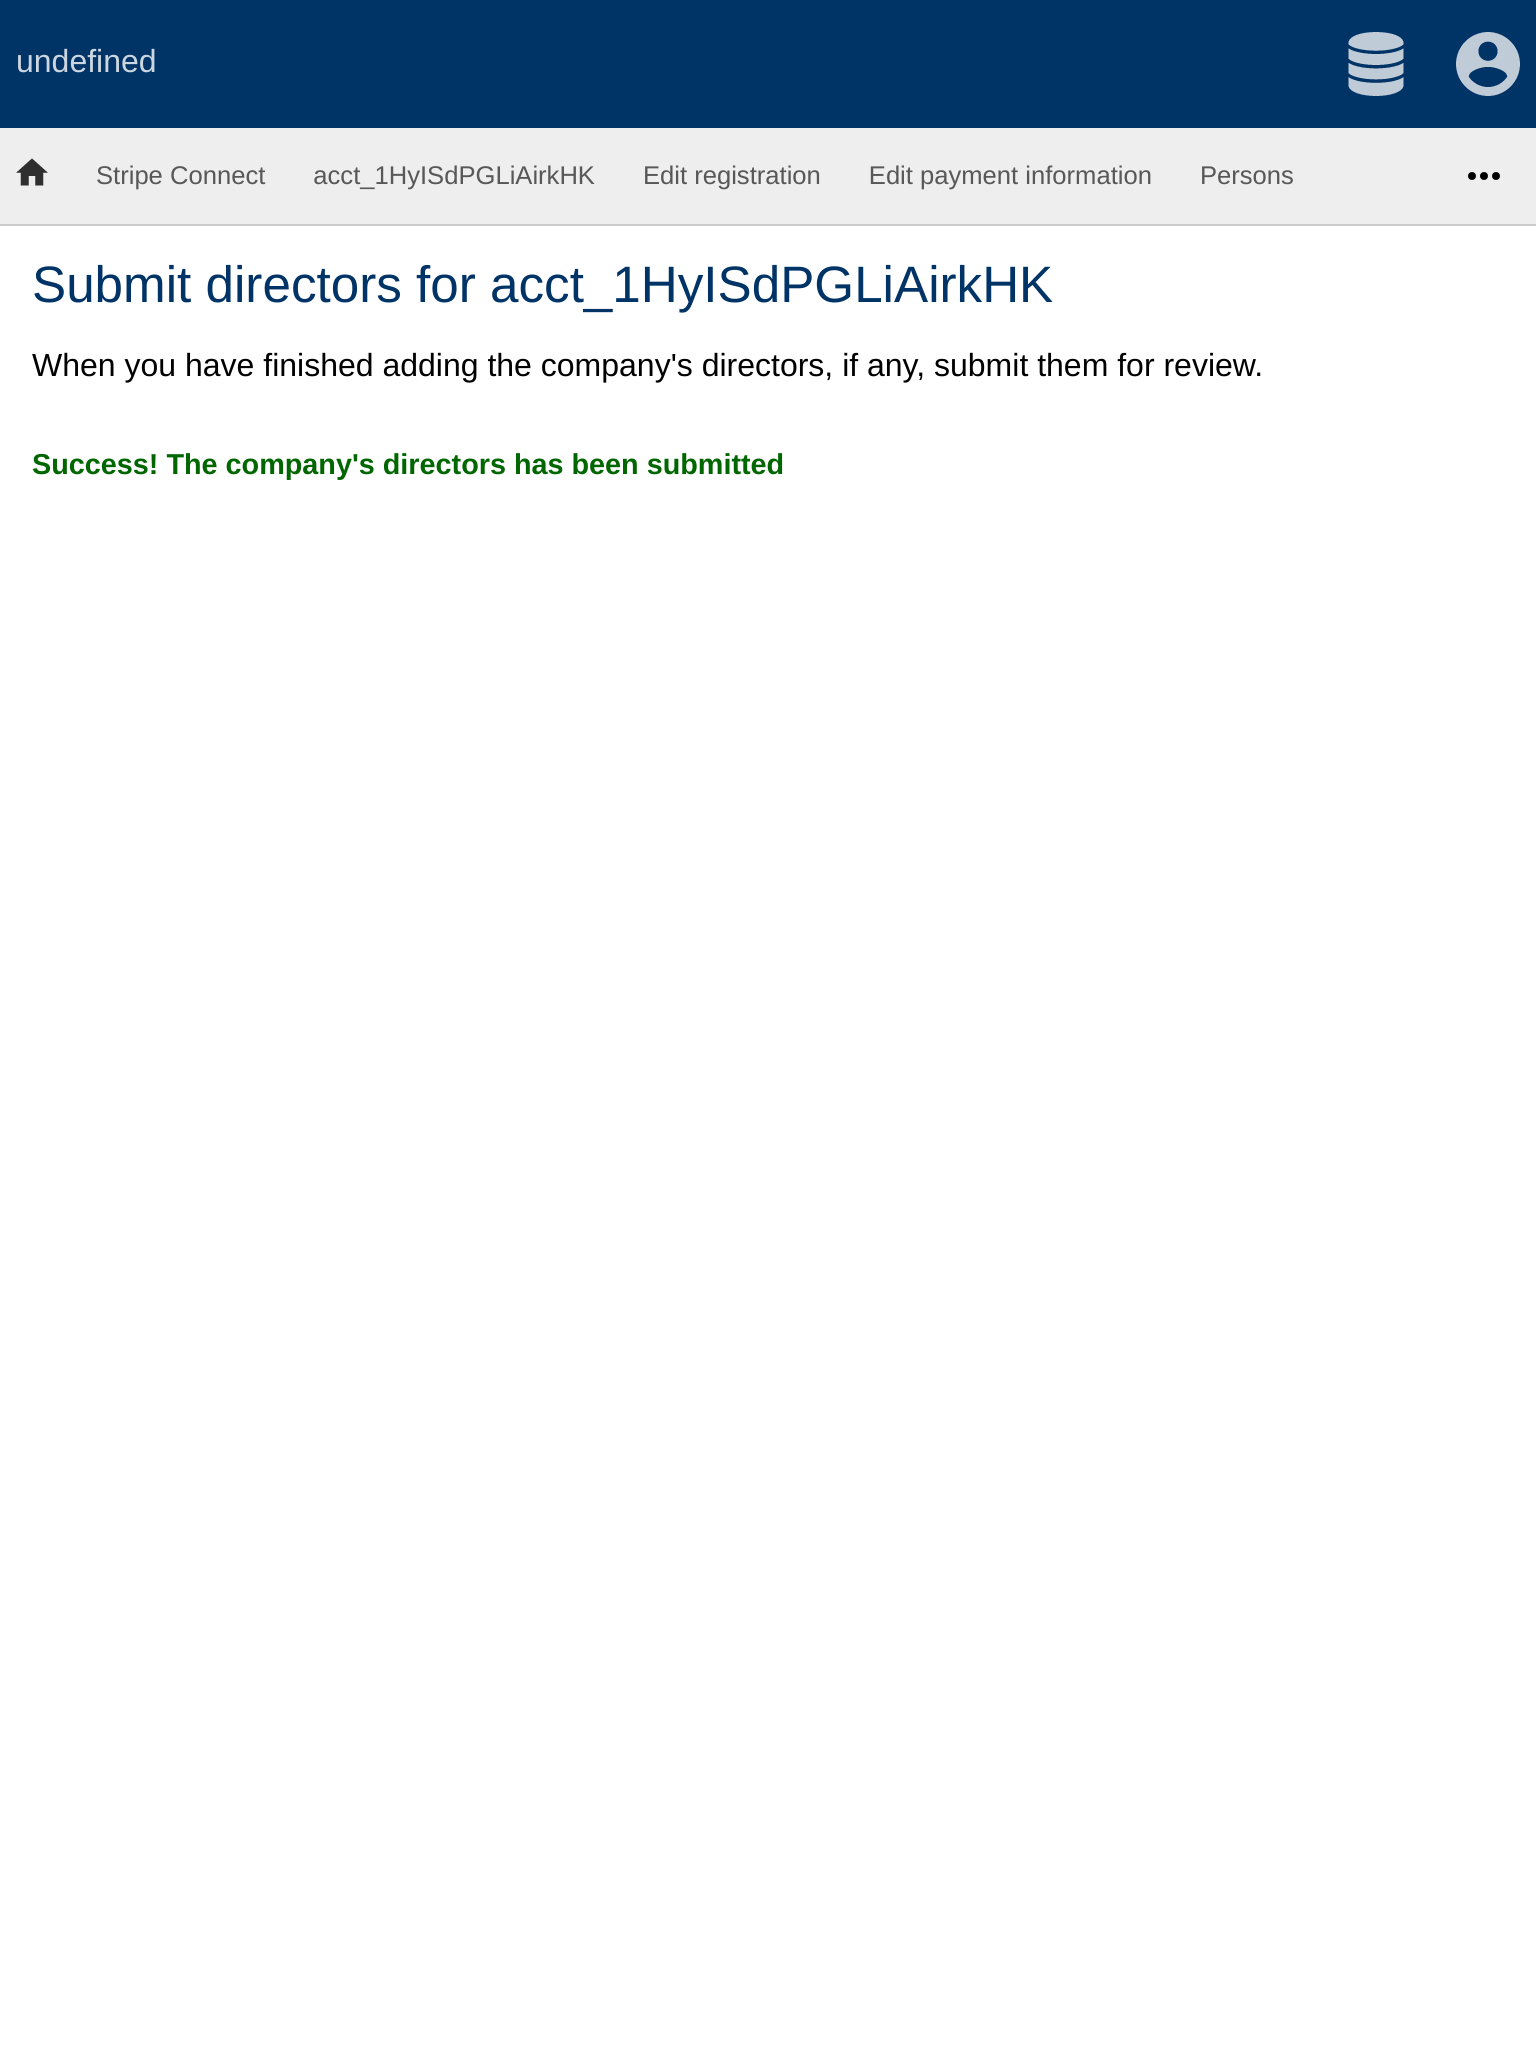 undefined
Stripe Connect acct_1HyISdPGLiAirkHK Edit registration Edit payment information Persons
Submit directors for acct_1HyISdPGLiAirkHK
When you have finished adding the company's directors, if any, submit them for review.
Success! The company's directors has been submitted